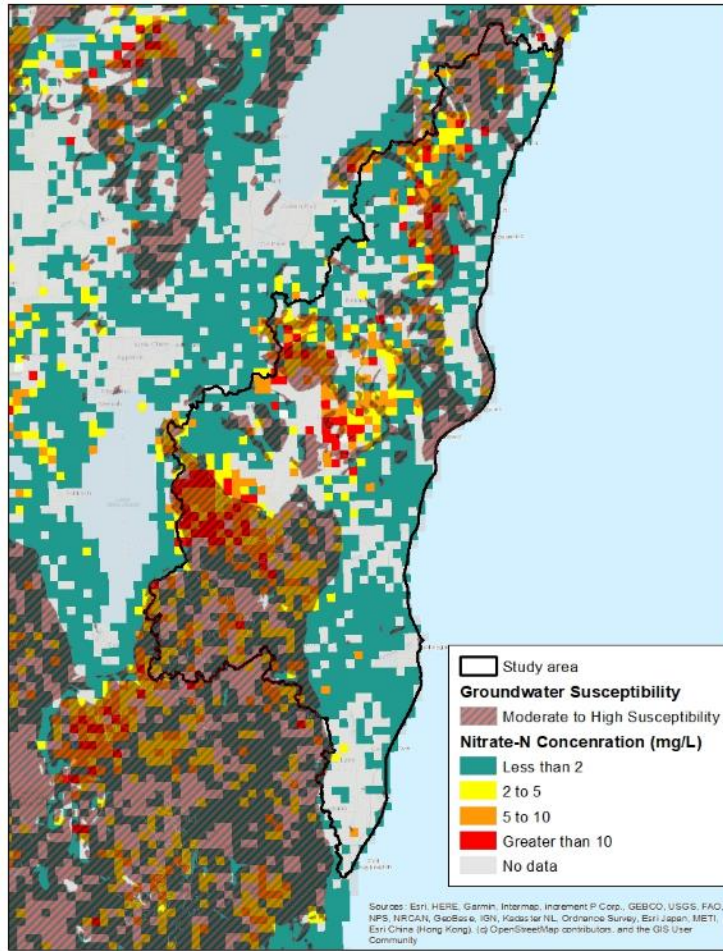 Study area
Groundwater Susceptibility
Moderate to High Susceptibility
Nitrate-N Concenration (mg/L)
Less than 2
2 to 5
5 to 10
Greater than 10
No data
Sources: Esri, HERE, Garmin, Intermap, increment P Corp., GEBCO, USGS, FAO,
NPS, NRCAN, GeoBase, IGN, Kadaster NL, Ordnance Survey, Esri Japan, METI,
Esri China (Hong Kong), (c) OpenStreetMap contributors, and the GIS User
Community